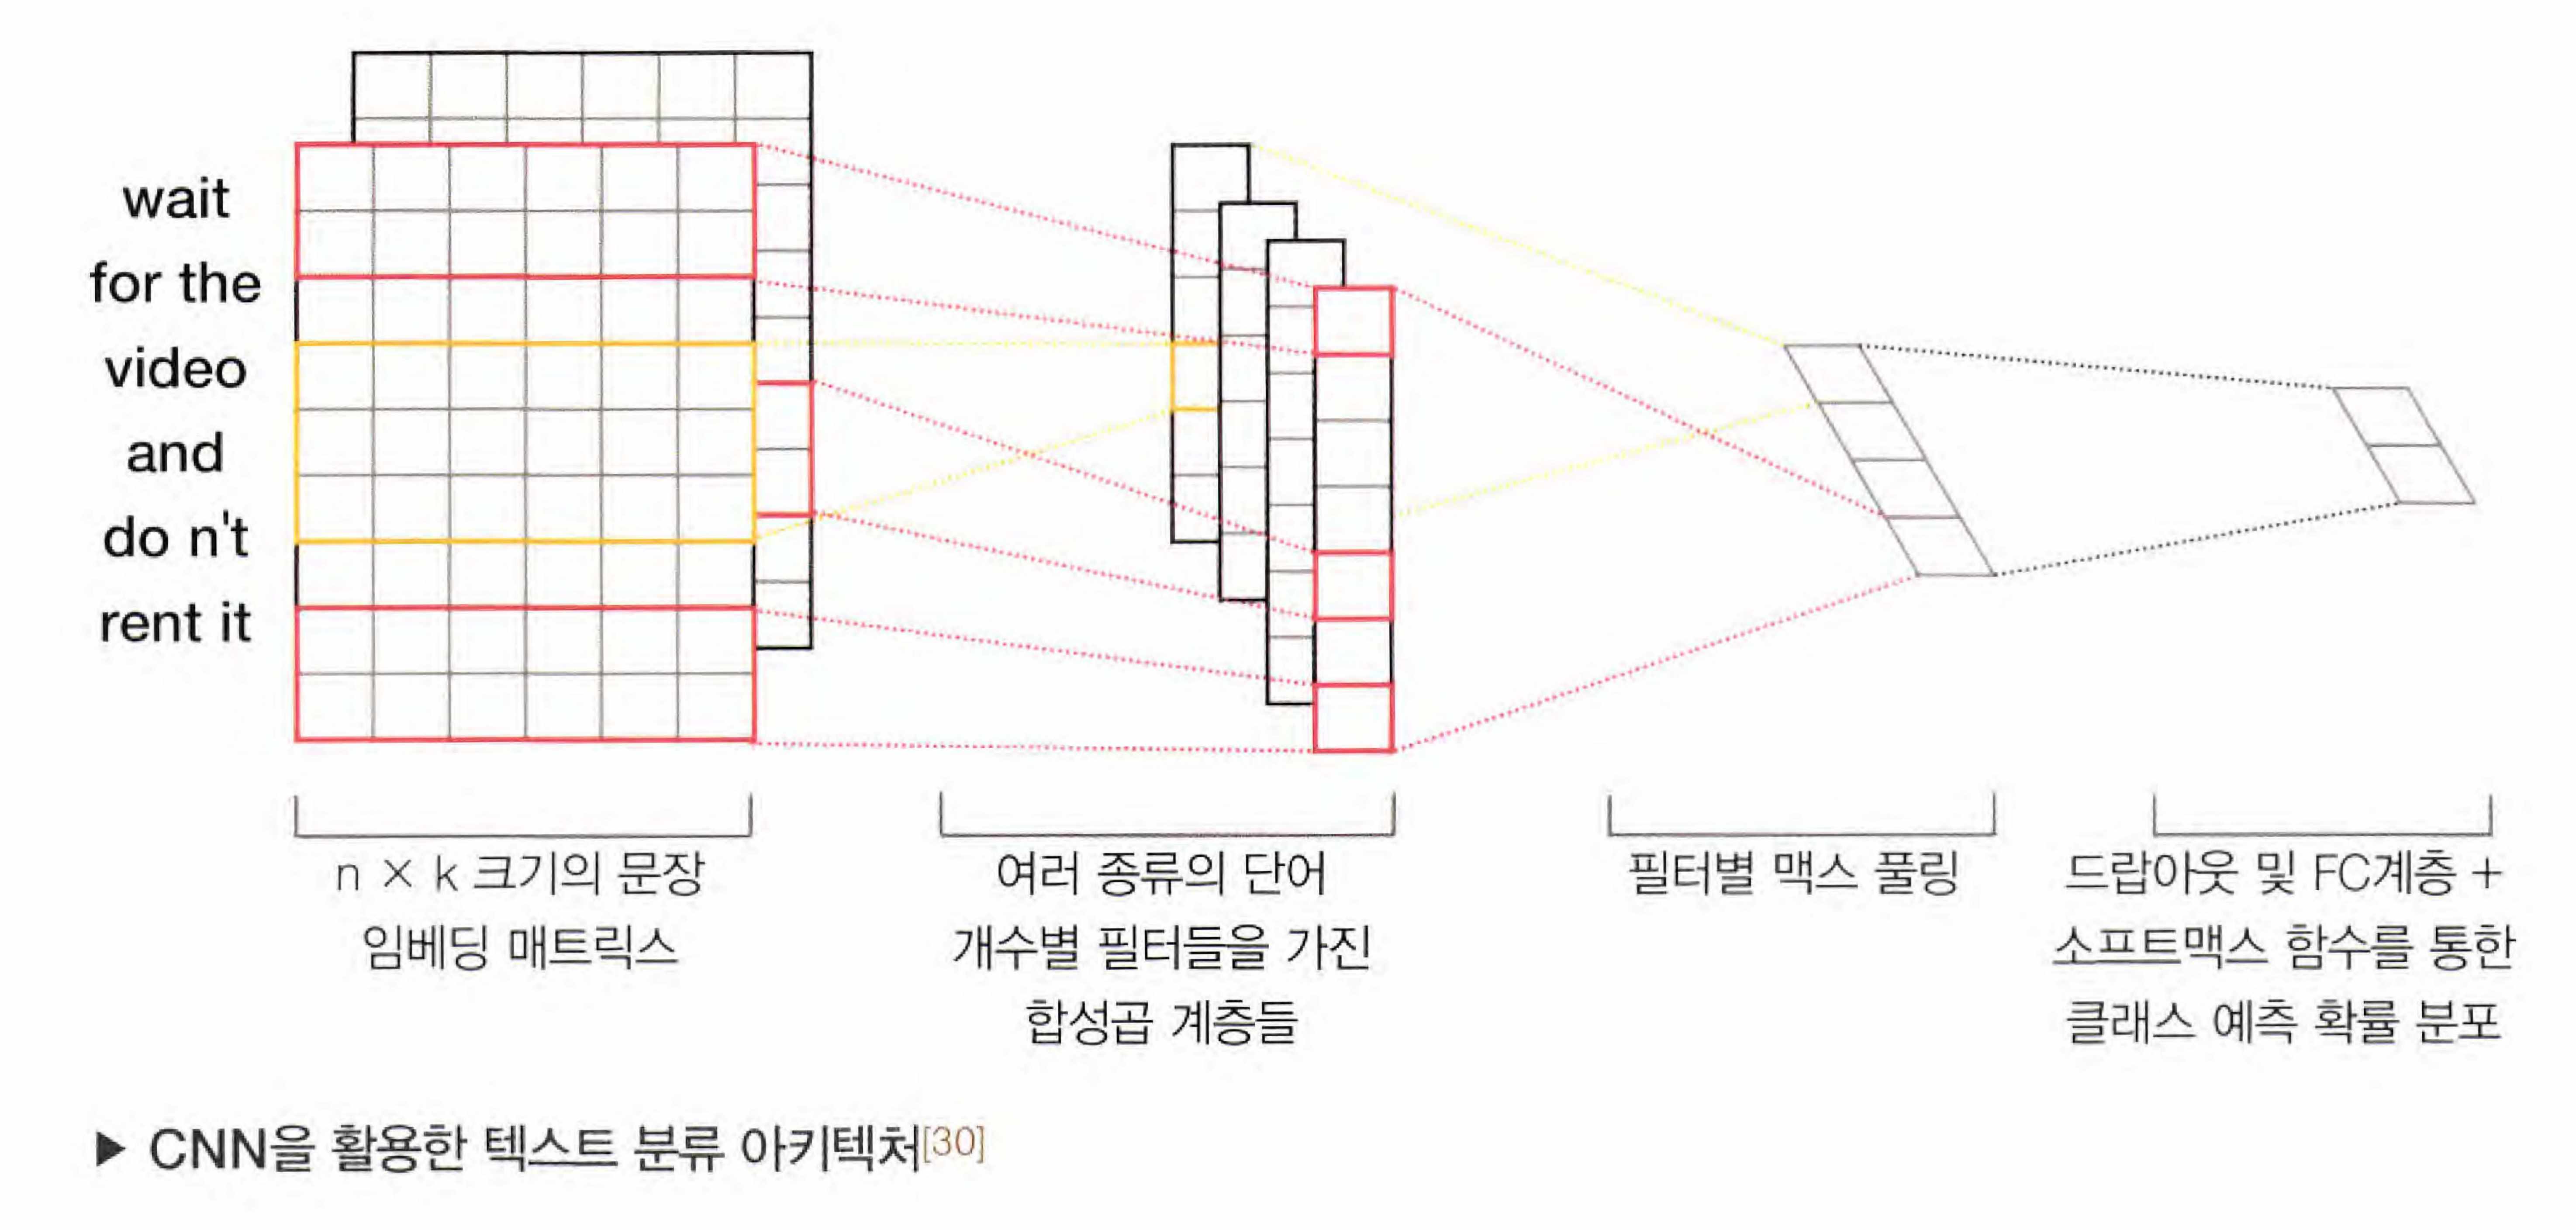 wait
for the
video
and
do n't
rent it
n × k 크기의 문장
임베딩 매트릭스
여러 종류의 단어
개수별 필터들을 가진
합성곱 계층들
필터별 맥스 풀링
드랍아웃 및 FC계층 +
소프트맥스 함수를 통한
클래스 예측 확률 분포
▶ CNN을 활용한 텍스트 분류 아키텍처[30]